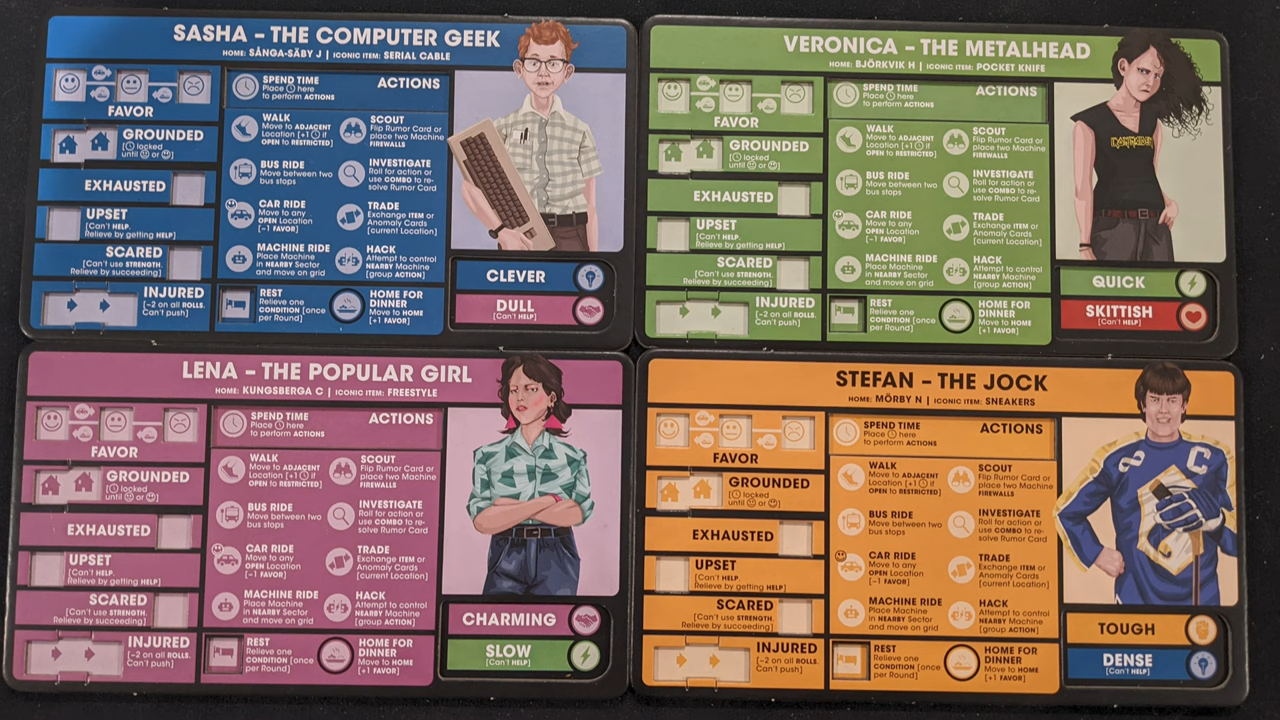 SASHA – THE COMPUTER GEEK
HOME: SÅNGA-SÄBY J | ICONIC ITEM: SERIAL CABLE
FAVOR
GROUNDED
[locked
until or ]
EXHAUSTED
UPSET
[Can't HELP.
Relieve by getting HELP]
SCARED
[Can't use STRENGTH.
Relieve by succeeding]
INJURED
[–2 on all ROLLS.
Can't push]
SPEND TIME
Place here
to perform ACTIONS
ACTIONS
WALK
Move to ADJACENT
Location [+1 if
OPEN to RESTRICTED]
BUS RIDE
Move between two
bus stops
CAR RIDE
Move to any
OPEN Location
[–1 FAVOR]
MACHINE RIDE
Place Machine
in NEARBY Sector
and move on grid
SCOUT
Flip Rumor Card or
place two Machine
FIREWALLS
INVESTIGATE
Roll for action or
use COMBO to re-
solve Rumor Card
TRADE
Exchange ITEM or
Anomaly Cards
[current Location]
HACK
Attempt to control
NEARBY Machine
[group ACTION]
REST
Relieve one
CONDITION [once
per Round]
HOME FOR
DINNER
Move to HOME
[+1 FAVOR]
CLEVER
DULL
[Can't HELP]
VERONICA – THE METALHEAD
HOME: BJÖRKVIK H | ICONIC ITEM: POCKET KNIFE
FAVOR
GROUNDED
[locked
until or ]
EXHAUSTED
UPSET
[Can't HELP.
Relieve by getting HELP]
SCARED
[Can't use STRENGTH.
Relieve by succeeding]
INJURED
[–2 on all ROLLS.
Can't push]
SPEND TIME
Place here
to perform ACTIONS
ACTIONS
WALK
Move to ADJACENT
Location [+1 if
OPEN to RESTRICTED]
BUS RIDE
Move between two
bus stops
CAR RIDE
Move to any
OPEN Location
[–1 FAVOR]
MACHINE RIDE
Place Machine
in NEARBY Sector
and move on grid
SCOUT
Flip Rumor Card or
place two Machine
FIREWALLS
INVESTIGATE
Roll for action or
use COMBO to re-
solve Rumor Card
TRADE
Exchange ITEM or
Anomaly Cards
[current Location]
HACK
Attempt to control
NEARBY Machine
[group ACTION]
REST
Relieve one
CONDITION [once
per Round]
HOME FOR
DINNER
Move to HOME
[+1 FAVOR]
QUICK
SKITTISH
[Can't HELP]
LENA – THE POPULAR GIRL
HOME: KUNGSBERGA C | ICONIC ITEM: FREESTYLE
FAVOR
GROUNDED
[locked
until or ]
EXHAUSTED
UPSET
[Can't HELP.
Relieve by getting HELP]
SCARED
[Can't use STRENGTH.
Relieve by succeeding]
INJURED
[–2 on all ROLLS.
Can't push]
SPEND TIME
Place here
to perform ACTIONS
ACTIONS
WALK
Move to ADJACENT
Location [+1 if
OPEN to RESTRICTED]
BUS RIDE
Move between two
bus stops
CAR RIDE
Move to any
OPEN Location
[–1 FAVOR]
MACHINE RIDE
Place Machine
in NEARBY Sector
and move on grid
SCOUT
Flip Rumor Card or
place two Machine
FIREWALLS
INVESTIGATE
Roll for action or
use COMBO to re-
solve Rumor Card
TRADE
Exchange ITEM or
Anomaly Cards
[current Location]
HACK
Attempt to control
NEARBY Machine
[group ACTION]
REST
Relieve one
CONDITION [once
per Round]
HOME FOR
DINNER
Move to HOME
[+1 FAVOR]
CHARMING
SLOW
[Can't HELP]
STEFAN – THE JOCK
HOME: MÖRBY N | ICONIC ITEM: SNEAKERS
FAVOR
GROUNDED
[locked
until or ]
EXHAUSTED
UPSET
[Can't HELP.
Relieve by getting HELP]
SCARED
[Can't use STRENGTH.
Relieve by succeeding]
INJURED
[–2 on all ROLLS.
Can't push]
SPEND TIME
Place here
to perform ACTIONS
ACTIONS
WALK
Move to ADJACENT
Location [+1 if
OPEN to RESTRICTED]
BUS RIDE
Move between two
bus stops
CAR RIDE
Move to any
OPEN Location
[–1 FAVOR]
MACHINE RIDE
Place Machine
in NEARBY Sector
and move on grid
SCOUT
Flip Rumor Card or
place two Machine
FIREWALLS
INVESTIGATE
Roll for action or
use COMBO to re-
solve Rumor Card
TRADE
Exchange ITEM or
Anomaly Cards
[current Location]
HACK
Attempt to control
NEARBY Machine
[group ACTION]
REST
Relieve one
CONDITION [once
per Round]
HOME FOR
DINNER
Move to HOME
[+1 FAVOR]
C
TOUGH
DENSE
[Can't HELP]